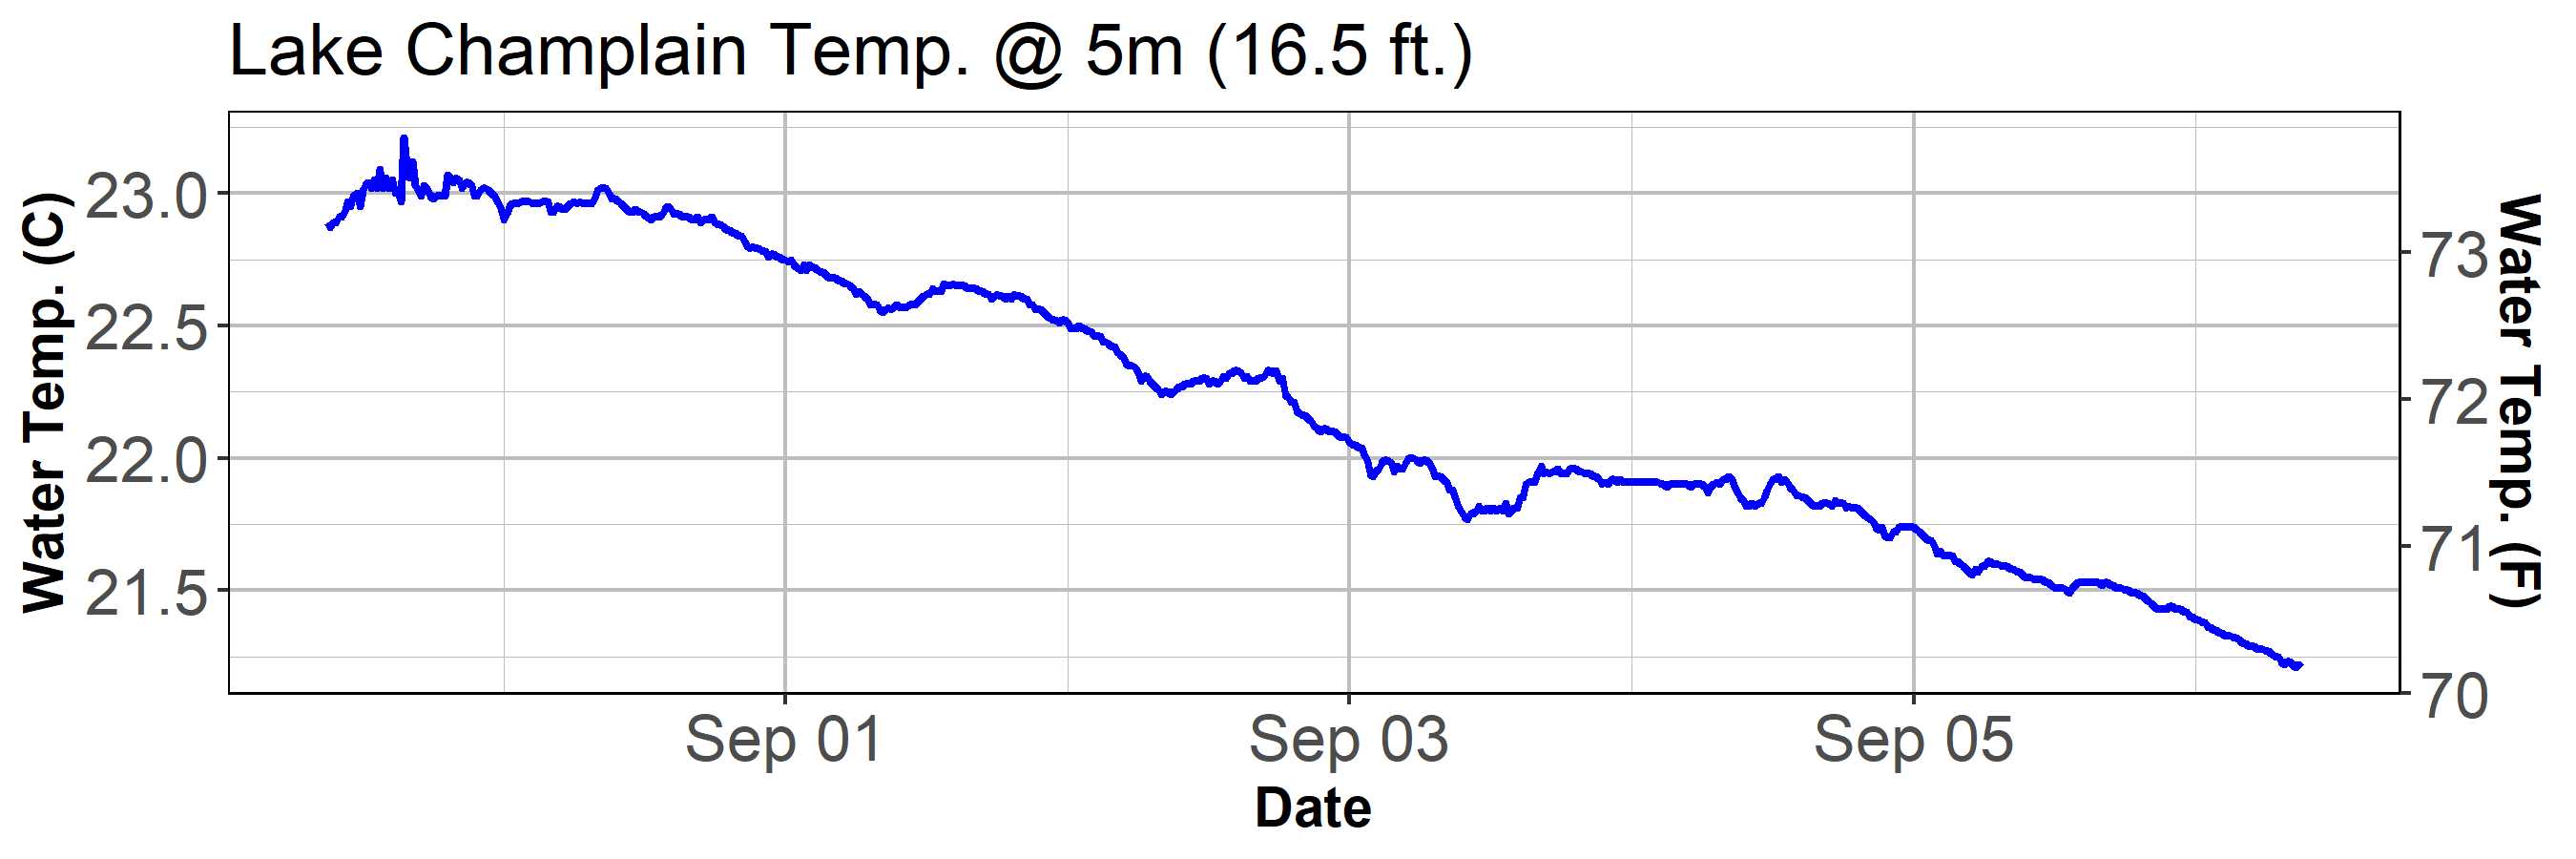 Lake Champlain Temp. @ 5m (16.5 ft.)
Water Temp. (C)
23.0
22.5
22.0
21.5
73
72
71
70
Water Temp. (F)
Sep 01 Sep 03 Sep 05
Date